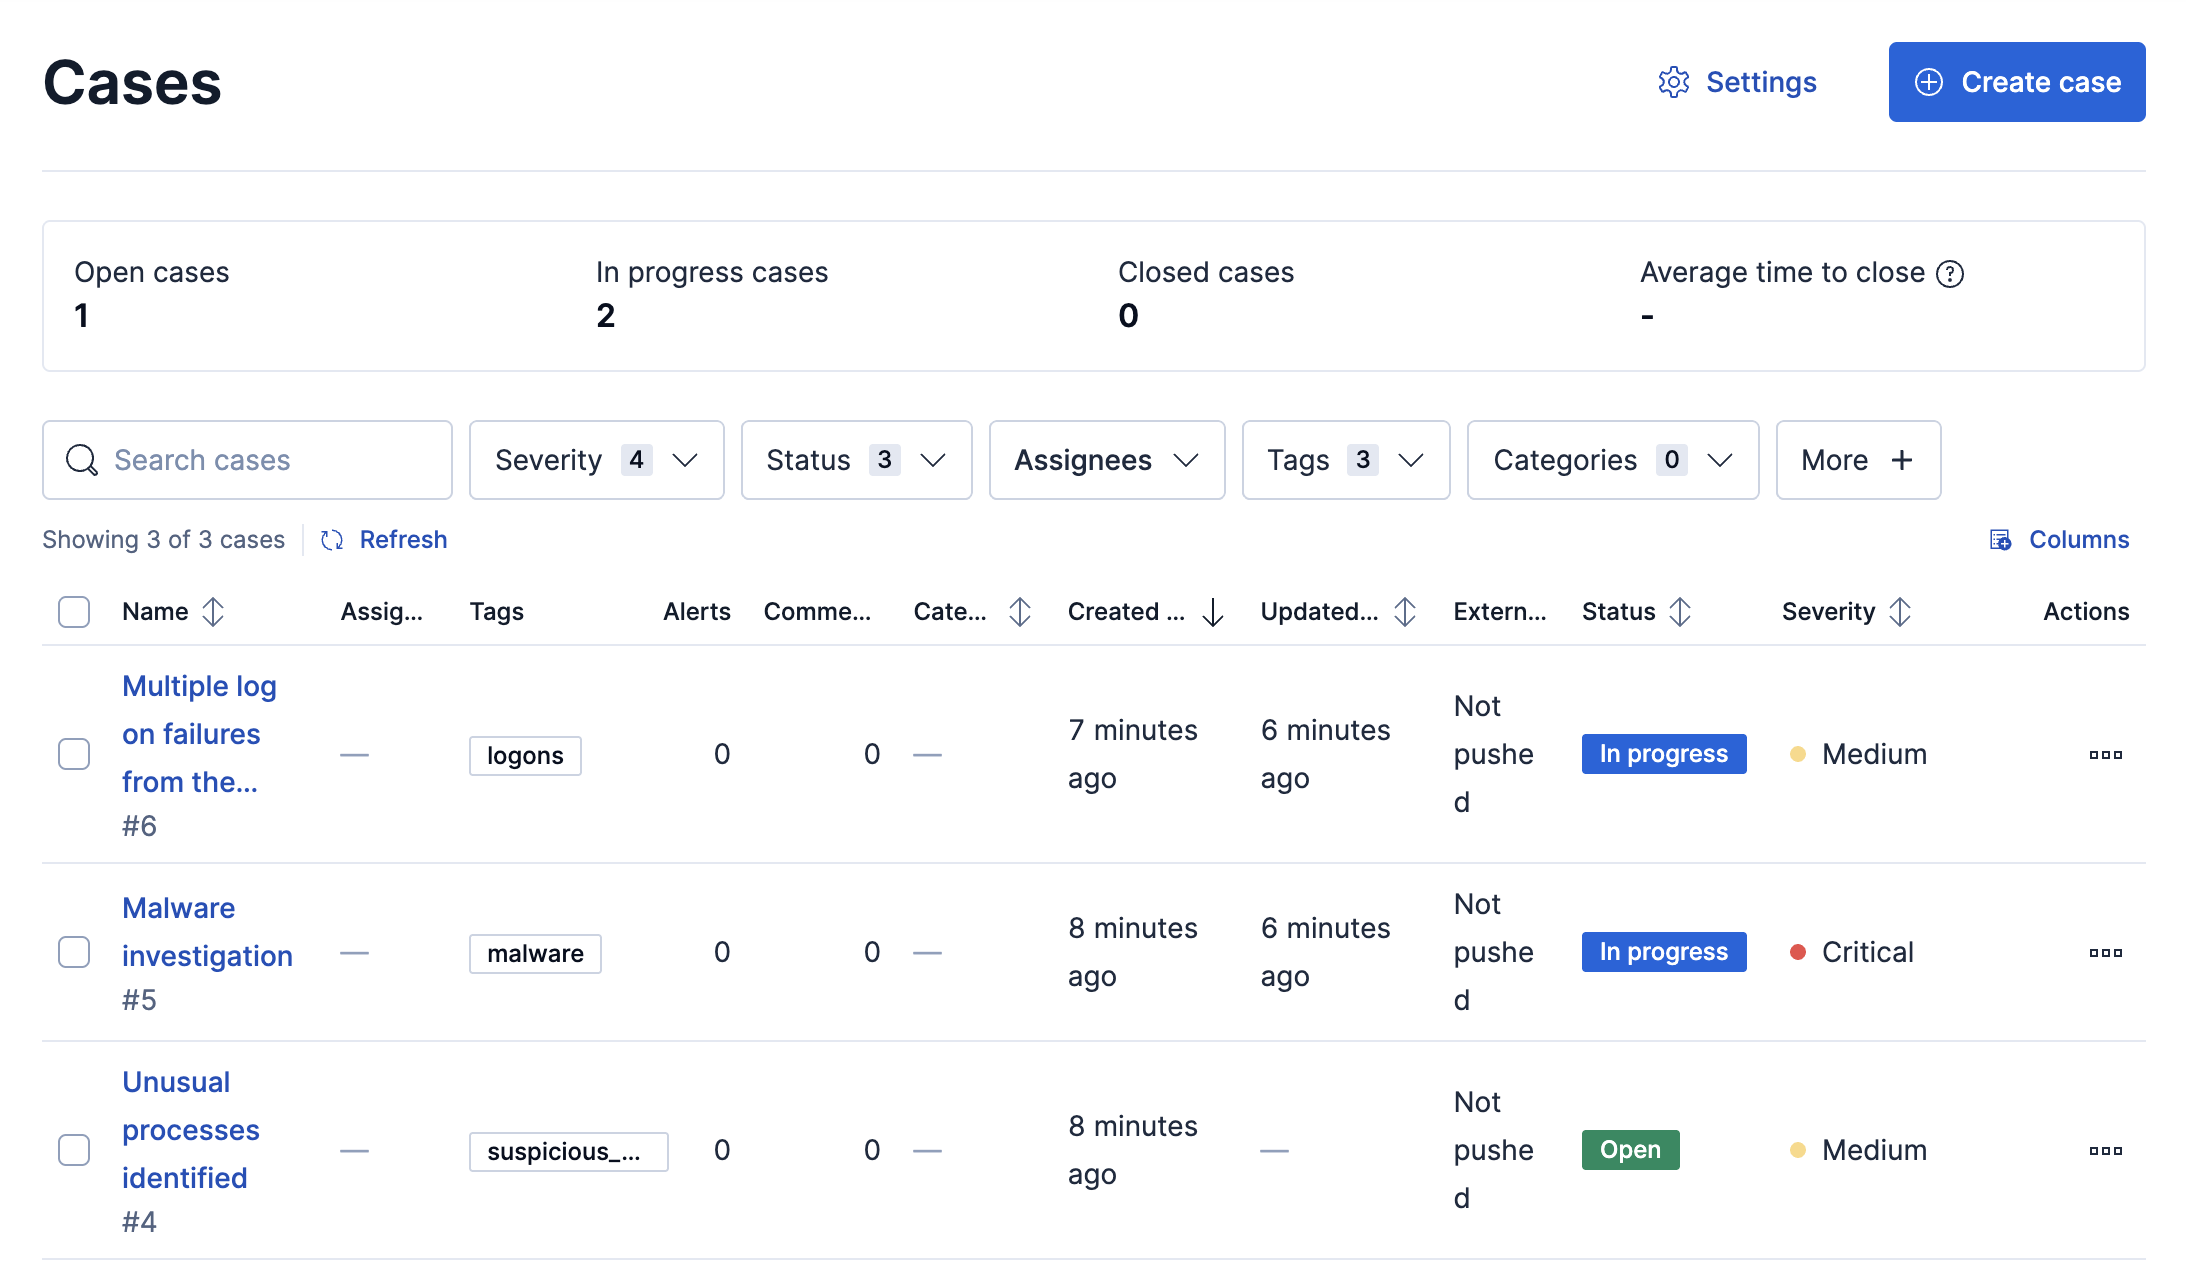 Cases
Settings
Create case
Open cases
1
In progress cases
2
Closed cases
0
Average time to close
-
Search cases
Severity 4
Status 3
Assignees
Tags 3
Categories 0
More
Showing 3 of 3 cases
Refresh
Columns
Name Assig... Tags Alerts Comme... Cate... Created ... Updated... Extern... Status Severity Actions
Multiple log
on failures
from the...
#6
—
logons
0
0
—
7 minutes
ago
6 minutes
ago
Not
pushe
d
In progress
Medium
Malware
investigation
#5
—
malware
0
0
—
8 minutes
ago
6 minutes
ago
Not
pushe
d
In progress
Critical
Unusual
processes
identified
#4
—
suspicious_...
0
0
—
8 minutes
ago
—
Not
pushe
d
Open
Medium